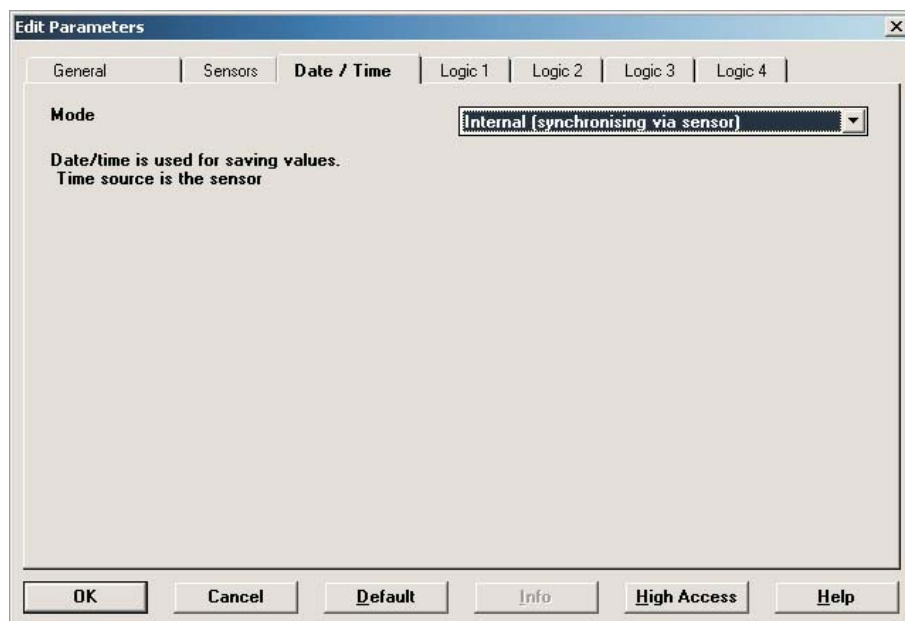 Edit Parameters
General Sensors Date / Time Logic 1 Logic 2 Logic 3 Logic 4
Mode Internal (synchronising via sensor)
Date/time is used for saving values.
Time source is the sensor
OK Cancel Default Info High Access Help